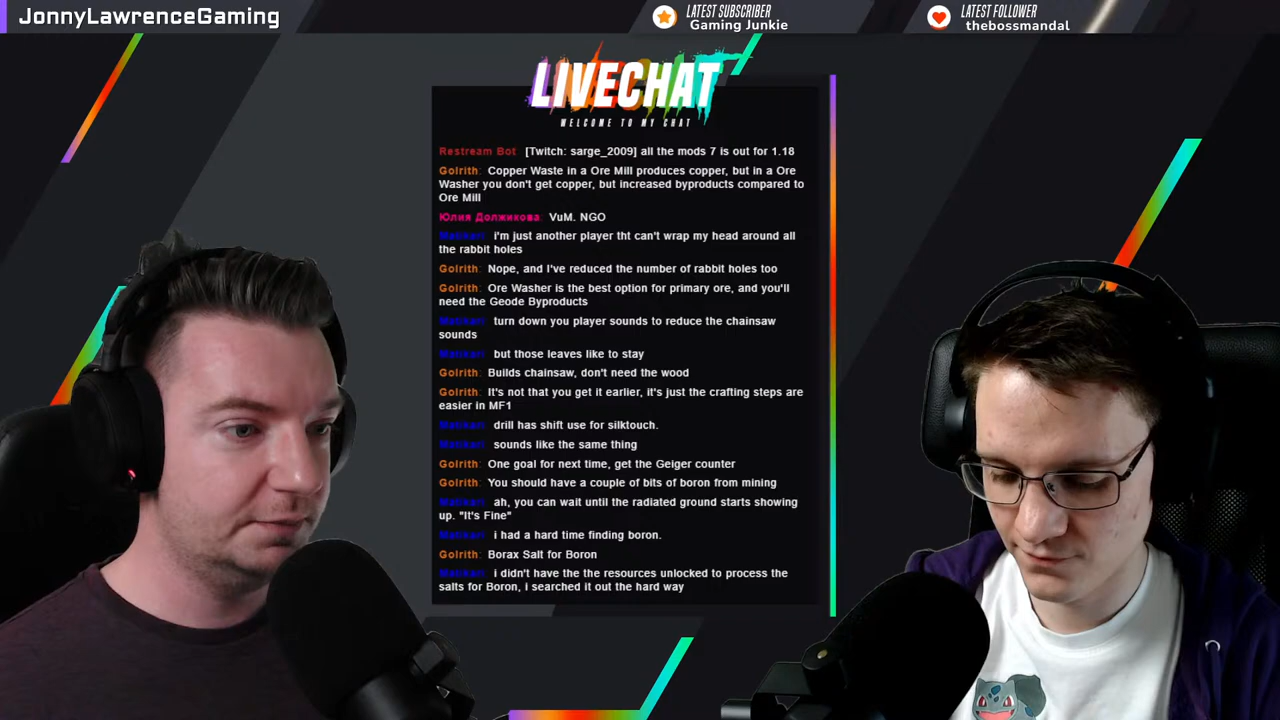 JonnyLawrenceGaming
LATEST SUBSCRIBER
Gaming Junkie
LATEST FOLLOWER
thebossmandal
LIVECHAT
WELCOME TO MY CHAT
Restream Bot [Twitch: sarge_2009] all the mods 7 is out for 1.18
Golrith: Copper Waste in a Ore Mill produces copper, but in a Ore
Washer you don't get copper, but increased byproducts compared to
Ore Mill
Юлия Должикова: VuM. NGO
i'm just another player tht can't wrap my head around all
the rabbit holes
Golrith: Nope, and I've reduced the number of rabbit holes too
Golrith: Ore Washer is the best option for primary ore, and you'll
need the Geode Byproducts
turn down you player sounds to reduce the chainsaw
sounds
but those leaves like to stay
Golrith: Builds chainsaw, don't need the wood
Golrith: It's not that you get it earlier, it's just the crafting steps are
easier in MF1
drill has shift use for silktouch.
sounds like the same thing
Golrith: One goal for next time, get the Geiger counter
Golrith: You should have a couple of bits of boron from mining
ah, you can wait until the radiated ground starts showing
up. "It's Fine"
i had a hard time finding boron.
Golrith: Borax Salt for Boron
i didn't have the the resources unlocked to process the
salts for Boron, i searched it out the hard way